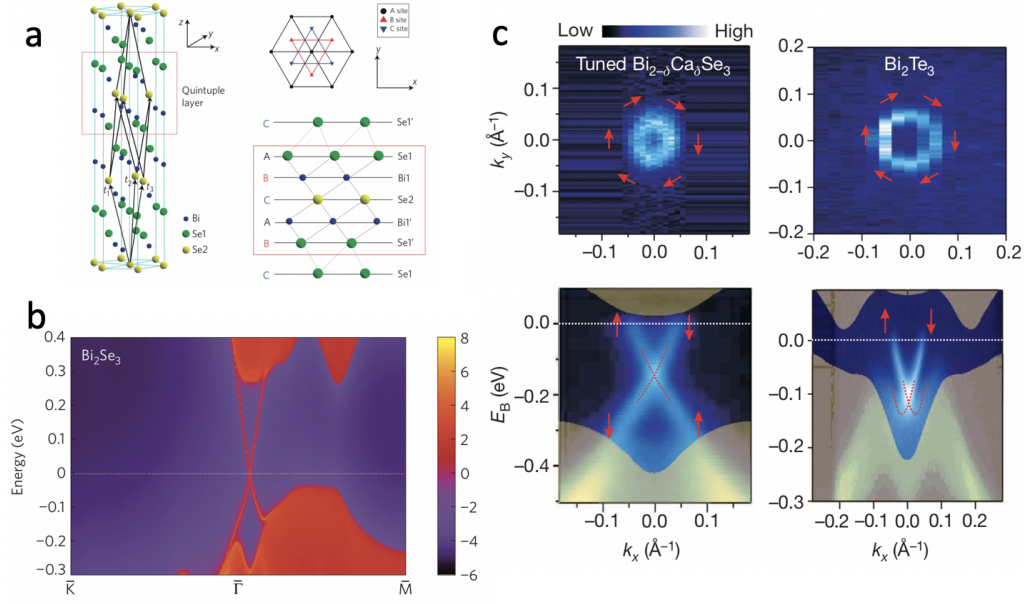 a
z
y
x
Quintuple
layer
t1
t2
t3
Bi
Se1
Se2
A site
B site
C site
y
x
C Se1′
A Se1
B Bi1
C Se2
A Bi1′
B Se1′
C Se1
b
Bi2Se3
Energy (eV)
0.4
0.3
0.2
0.1
0
−0.1
−0.2
−0.3
K̅
Γ̅
M̅
8
6
4
2
0
−2
−4
−6
c
Low High
Tuned Bi2−δCaδSe3
ky (Å−1)
0.1
0.0
−0.1
−0.1 0.0 0.1
Bi2Te3
0.2
0.1
0.0
−0.1
−0.2
−0.2 −0.1 0.0 0.1 0.2
EB (eV)
0.0
−0.2
−0.4
−0.1 0.0 0.1
kx (Å−1)
0.0
−0.1
−0.2
−0.3
−0.2 −0.1 0.0 0.1 0.2
kx (Å−1)